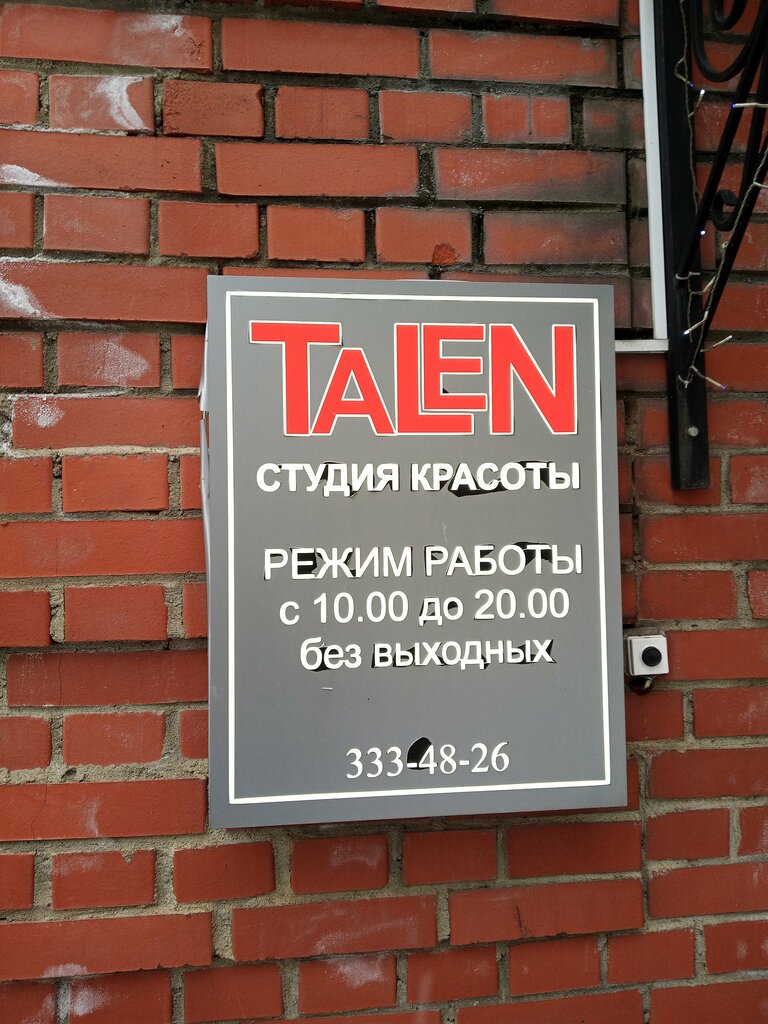 TALEN
СТУДИЯ КРАСОТЫ
РЕЖИМ РАБОТЫ
с 10.00 до 20.00
без выходных
333-48-26